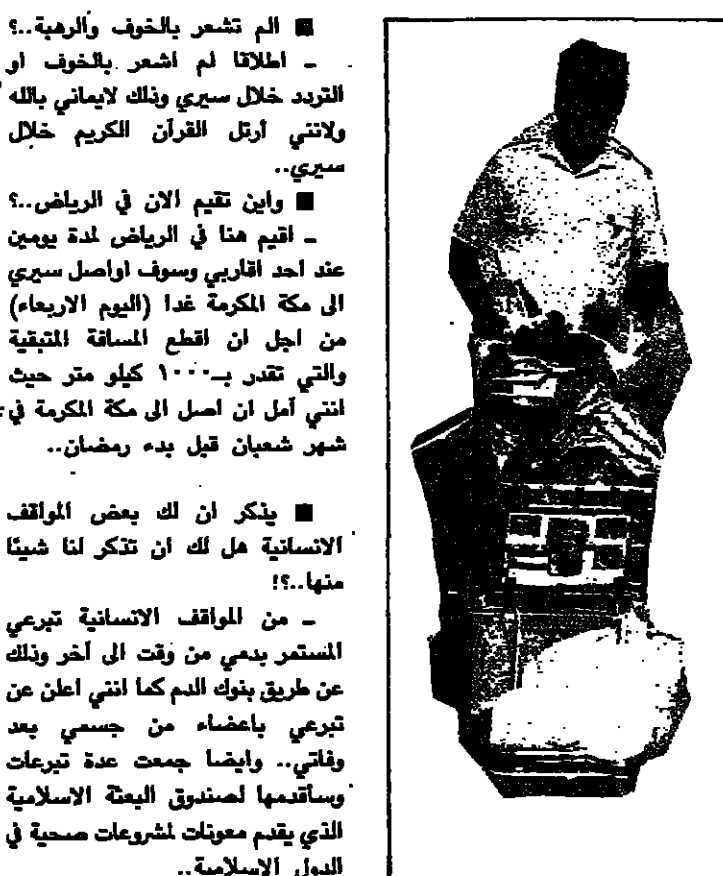 ■ الم تشعر بالخوف والرهبة..؟
ـ اطلاقا لم اشعر بالخوف او
التردد خلال سيري وذلك لايماني بالله
ولانني أرتل القرآن الكريم خلال
سيري..
■ واين تقيم الان في الرياض..؟
ـ اقيم هنا في الرياض لمدة يومين
عند احد اقاربي وسوف اواصل سيري
الى مكة المكرمة غدا (اليوم الاربعاء)
من اجل ان اقطع المسافة المتبقية
والتي تقدر بــ١٠٠٠ كيلو متر حيث
انني آمل ان اصل الى مكة المكرمة في
شهر شعبان قبل بدء رمضان..
■ يذكر ان لك بعض المواقف
الانسانية هل لك ان تذكر لنا شيئا
منها..؟!
ـ من المواقف الانسانية تبرعي
المستمر بدمي من وقت الى آخر وذلك
عن طريق بنوك الدم كما انني اعلن عن
تبرعي باعضاء من جسمي بعد
وفاتي.. وايضا جمعت عدة تبرعات
وسأقدمها لصندوق البعثة الاسلامية
الذي يقدم معونات لمشروعات صحية في
الدول الاسلامية..